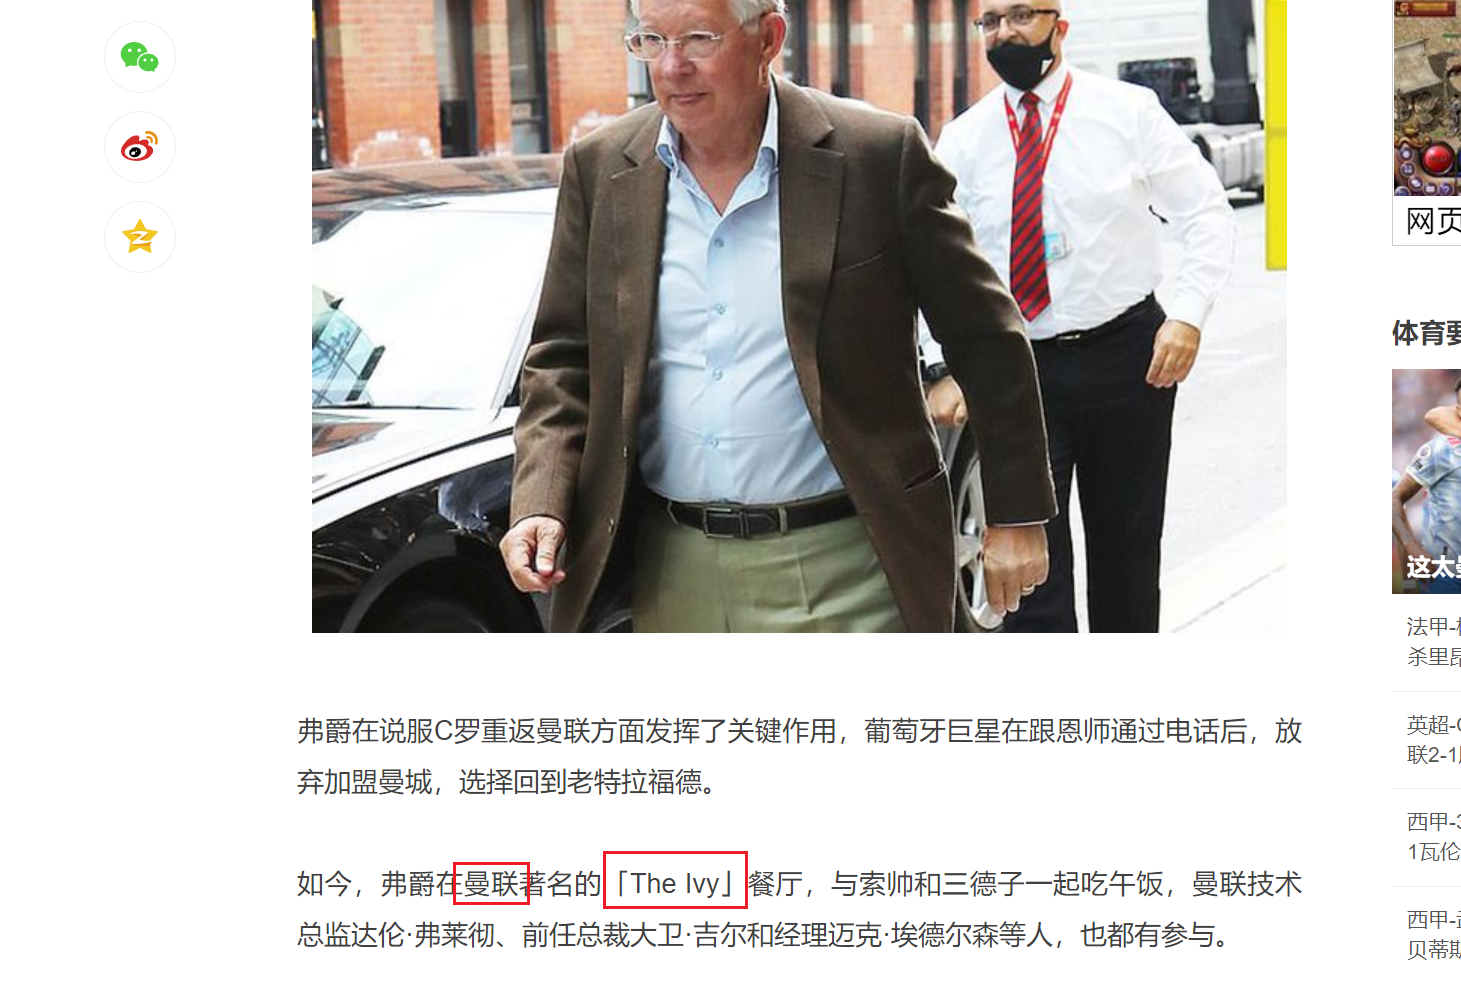 网页
体育要
这太
法甲-
杀里昂
英超-C
联2-1
西甲-3
1瓦伦
西甲-
贝蒂斯
弗爵在说服C罗重返曼联方面发挥了关键作用，葡萄牙巨星在跟恩师通过电话后，放
弃加盟曼城，选择回到老特拉福德。
如今，弗爵在曼联著名的「The Ivy」餐厅，与索帅和三德子一起吃午饭，曼联技术
总监达伦·弗莱彻、前任总裁大卫·吉尔和经理迈克·埃德尔森等人，也都有参与。